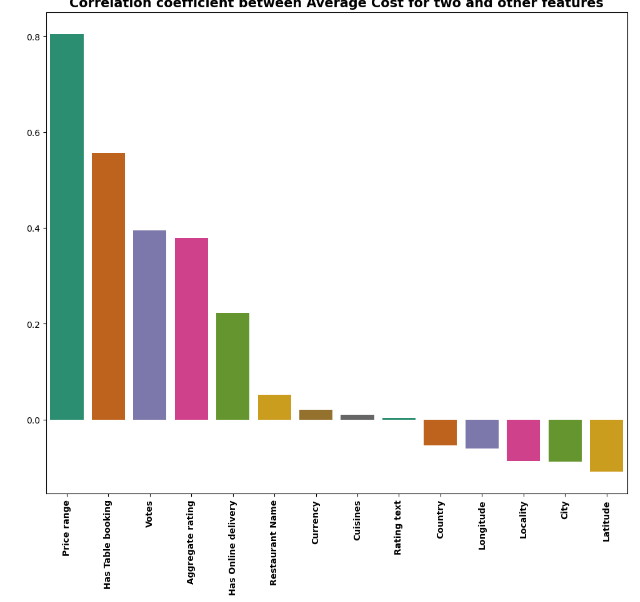 Correlation coefficient between Average Cost for two and other features
0.8
0.6
0.4
0.2
0.0
Price range
Has Table booking
Votes
Aggregate rating
Has Online delivery
Restaurant Name
Currency
Cuisines
Rating text
Country
Longitude
Locality
City
Latitude